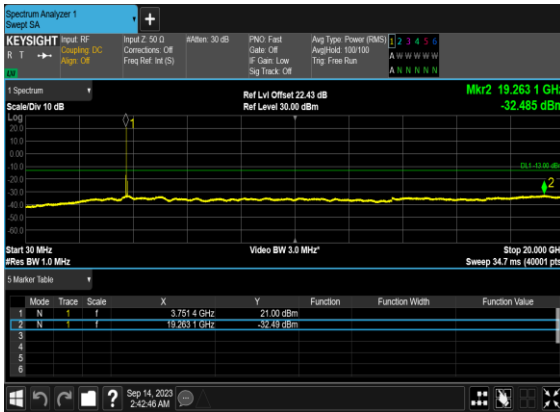 Spectrum Analyzer 1
Swept SA
+
KEYSIGHT Input: RF Input Z: 50 Ω #Atten: 30 dB PNO: Fast Avg Type: Power (RMS) 1 2 3 4 5 6
R T Coupling: DC Corrections: Off Gate: Off Avg|Hold: 100/100 A W W W W W
Align: Off Freq Ref: Int (S) IF Gain: Low Trig: Free Run
Sig Track: Off A N N N N N
1 Spectrum Ref Lvl Offset 22.43 dB Mkr2 19.263 1 GHz
Scale/Div 10 dB Ref Level 30.00 dBm -32.485 dBm
Log
20.0
10.0
0.00
-10.0
-20.0
-30.0
-40.0
-50.0
-60.0
1
DL1 -13.00 dBm
2
Start 30 MHz Video BW 3.0 MHz* Stop 20.000 GHz
#Res BW 1.0 MHz Sweep 34.7 ms (40001 pts)
5 Marker Table
Mode Trace Scale X Y Function Function Width Function Value
1 N 1 f 3.751 4 GHz 21.00 dBm
2 N 1 f 19.263 1 GHz -32.49 dBm
3
4
5
6
? Sep 14, 2023
2:42:46 AM